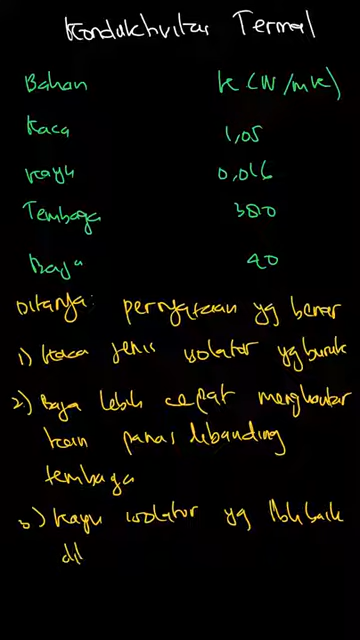 Konduktivitas Termal
Bahan k (W/mK)
Kaca 1,05
Kayu 0,016
Tembaga 380
Baja 40
Ditanya: pernyataan yg benar
1) Kaca jenis isolator yg buruk
2) Baja lebih cepat menghantar
kan panas dibanding
tembaga
3) Kayu isolator yg lbh baik